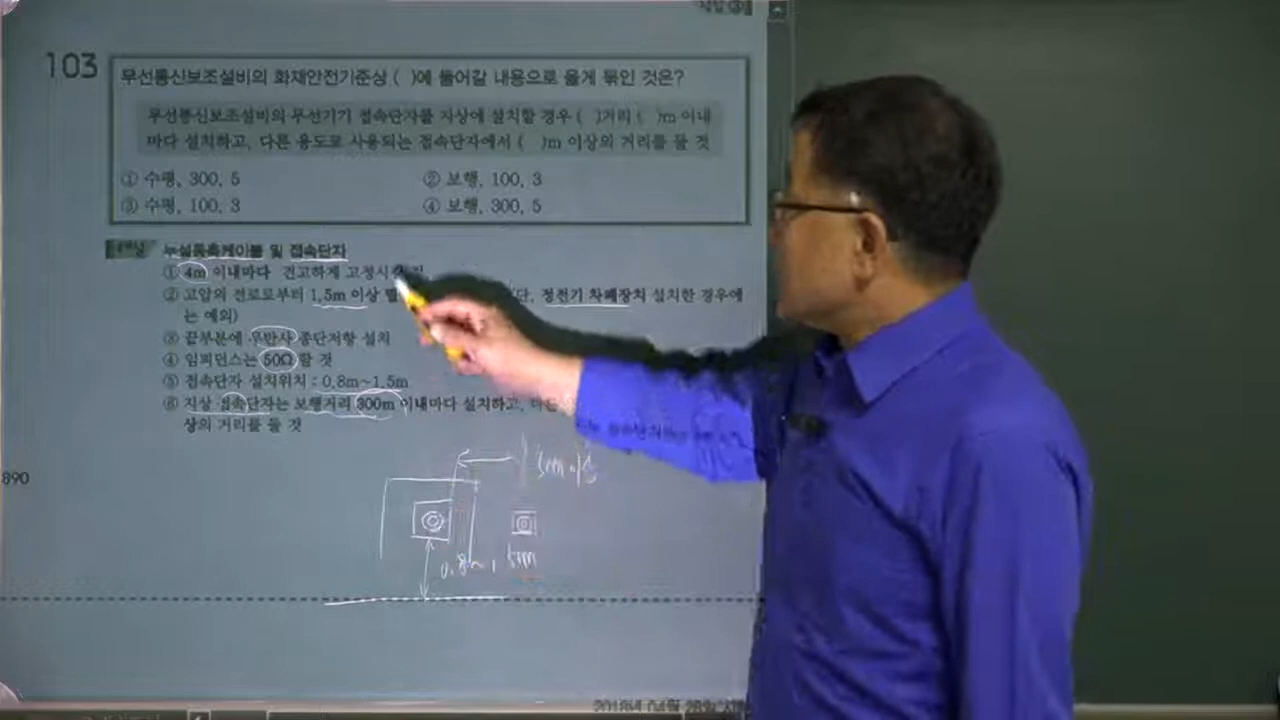 103
무선통신보조설비의 화재안전기준상 ( )에 들어갈 내용으로 옳게 묶인 것은?
무선통신보조설비의 무선기기 접속단자를 지상에 설치할 경우 ( )거리 ( )m 이내
마다 설치하고, 다른 용도로 사용되는 접속단자에서 ( )m 이상의 거리를 둘 것
① 수평, 300, 5
② 보행, 100, 3
③ 수평, 100, 3
④ 보행, 300, 5
해설 누설동축케이블 및 접속단자
① 4m 이내마다 견고하게 고정시
② 고압의 전로로부터 1.5m 이상 정전기 차폐장치 설치한 경우에
는 예외)
③ 끝부분에 무반사 종단저항 설치
④ 임피던스는 50Ω 할 것
⑤ 접속단자 설치위치 : 0.8m~1.5m
⑥ 지상 접속단자는 보행거리 300m 이내마다 설치하고,
상의 거리를 둘 것
890
5m 이상
0.8~1.5m